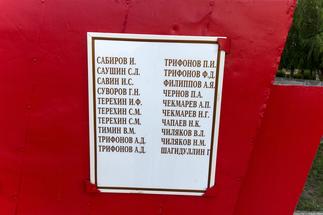 САБИРОВ И.
САУШИН С.Л.
САВИН И.С.
СУВОРОВ Г.Н.
ТЕРЕХИН И.Ф.
ТЕРЕХИН С.М.
ТЕРЕХИН С.М.
ТИМИН В.М.
ТРИФОНОВ А.Д.
ТРИФОНОВ А.Д.
ТРИФОНОВ П.И.
ТРИФОНОВ Ф.Д.
ФИЛИППОВ А.Я.
ЧЕРНОВ П.А.
ЧЕКМАРЕВ А.П.
ЧЕКМАРЕВ Н.Г.
ЧАПАЕВ Н.К.
ЧИЛЯКОВ В.Л.
ЧИЛЯКОВ Н.М.
ШАГИДУЛЛИН Г